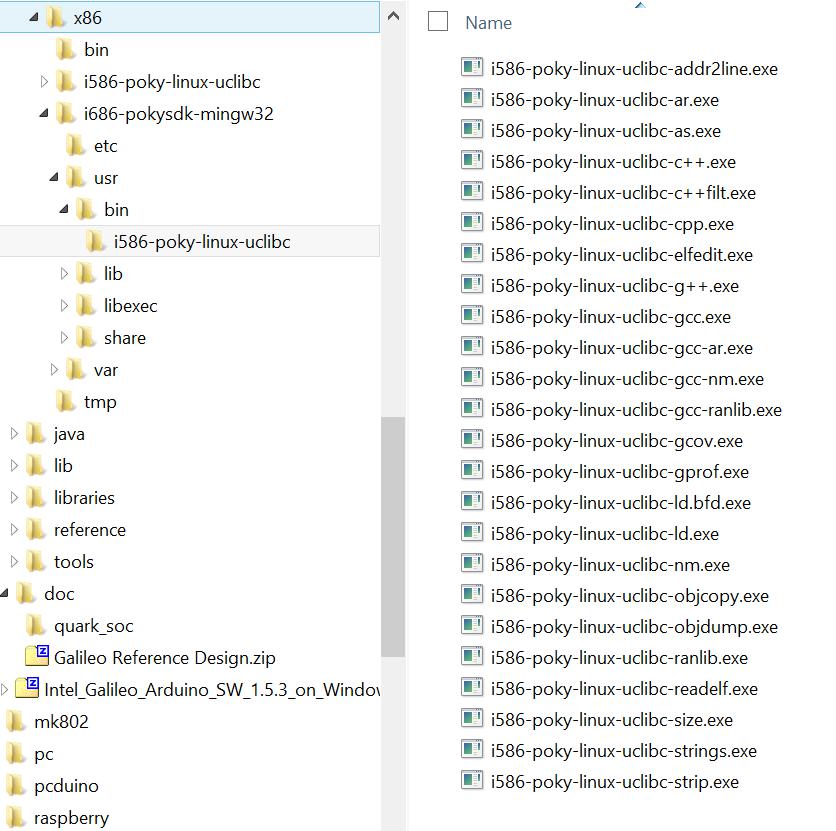 x86
bin
i586-poky-linux-uclibc
i686-pokysdk-mingw32
etc
usr
bin
i586-poky-linux-uclibc
lib
libexec
share
var
tmp
java
lib
libraries
reference
tools
doc
quark_soc
Galileo Reference Design.zip
Intel_Galileo_Arduino_SW_1.5.3_on_Window
mk802
pc
pcduino
raspberry
Name
i586-poky-linux-uclibc-addr2line.exe
i586-poky-linux-uclibc-ar.exe
i586-poky-linux-uclibc-as.exe
i586-poky-linux-uclibc-c++.exe
i586-poky-linux-uclibc-c++filt.exe
i586-poky-linux-uclibc-cpp.exe
i586-poky-linux-uclibc-elfedit.exe
i586-poky-linux-uclibc-g++.exe
i586-poky-linux-uclibc-gcc.exe
i586-poky-linux-uclibc-gcc-ar.exe
i586-poky-linux-uclibc-gcc-nm.exe
i586-poky-linux-uclibc-gcc-ranlib.exe
i586-poky-linux-uclibc-gcov.exe
i586-poky-linux-uclibc-gprof.exe
i586-poky-linux-uclibc-ld.bfd.exe
i586-poky-linux-uclibc-ld.exe
i586-poky-linux-uclibc-nm.exe
i586-poky-linux-uclibc-objcopy.exe
i586-poky-linux-uclibc-objdump.exe
i586-poky-linux-uclibc-ranlib.exe
i586-poky-linux-uclibc-readelf.exe
i586-poky-linux-uclibc-size.exe
i586-poky-linux-uclibc-strings.exe
i586-poky-linux-uclibc-strip.exe